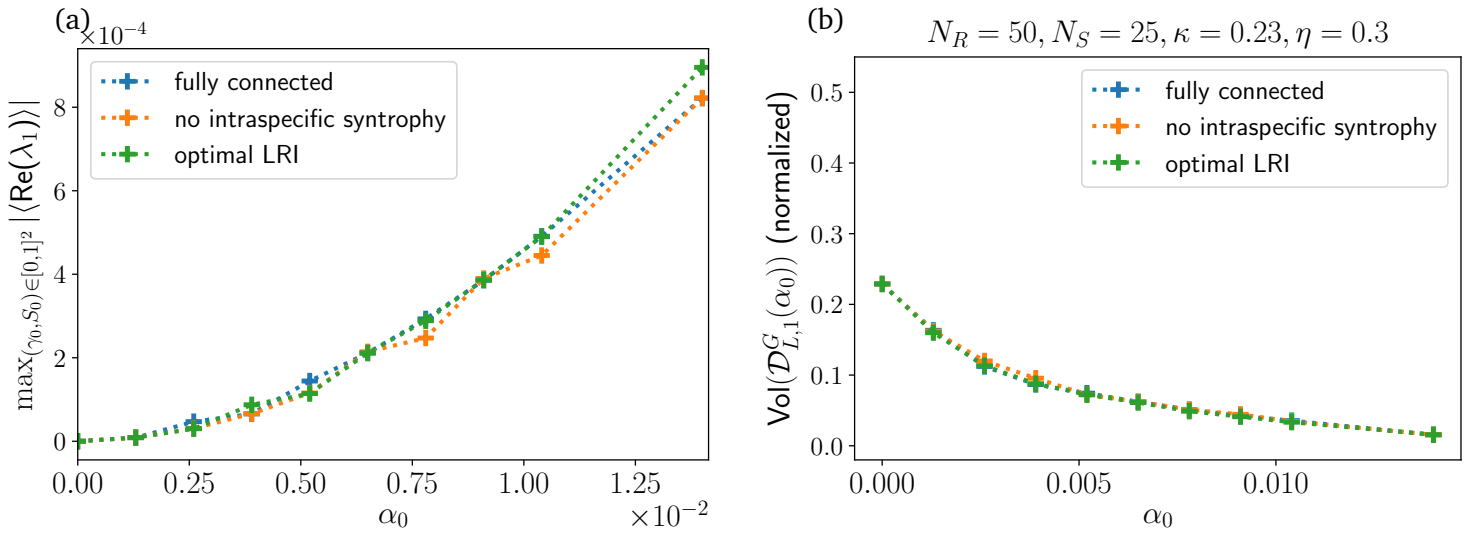 (a)
×10⁻⁴
fully connected
no intraspecific syntrophy
optimal LRI
max_{(γ₀,S₀)∈[0,1]²} |⟨Re(λ₁)⟩|
8
6
4
2
0
0.00 0.25 0.50 0.75 1.00 1.25
×10⁻²
α₀
(b)
N_R = 50, N_S = 25, κ = 0.23, η = 0.3
fully connected
no intraspecific syntrophy
optimal LRI
Vol(𝒟^G_{L,1}(α₀)) (normalized)
0.5
0.4
0.3
0.2
0.1
0.0
0.000 0.005 0.010
α₀